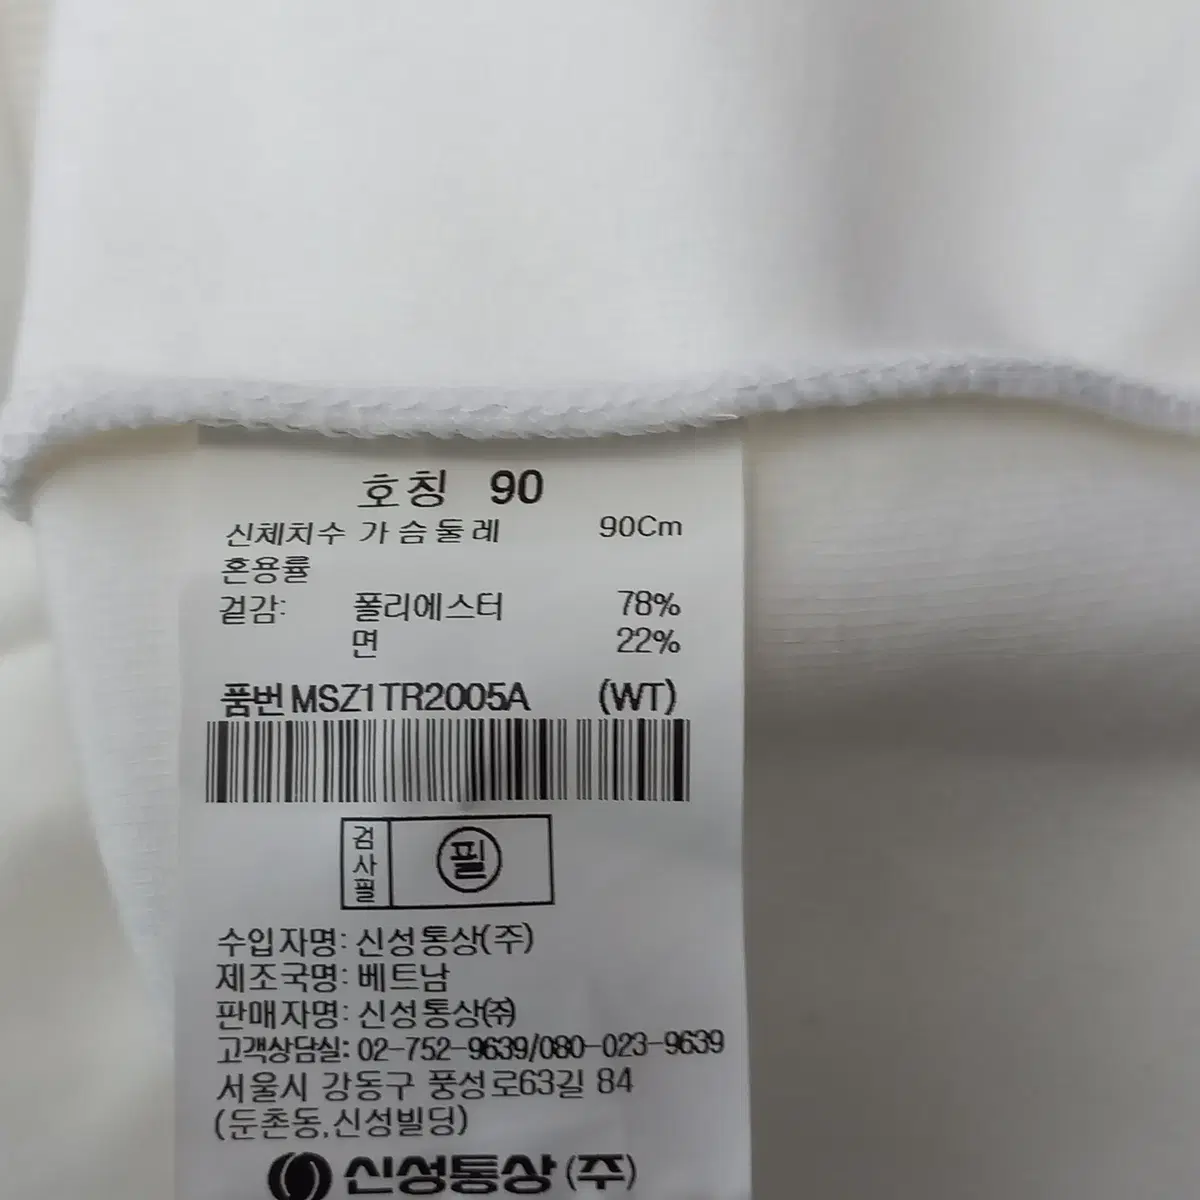 호칭 90
신체치수 가슴둘레 90Cm
혼용률
겉감: 폴리에스터 78%
면 22%
품번 MSZ1TR2005A (WT)
검사필 필
수입자명: 신성통상(주)
제조국명: 베트남
판매자명: 신성통상㈜
고객상담실: 02-752-9639/080-023-9639
서울시 강동구 풍성로63길 84
(둔촌동,신성빌딩)
신성통상(주)